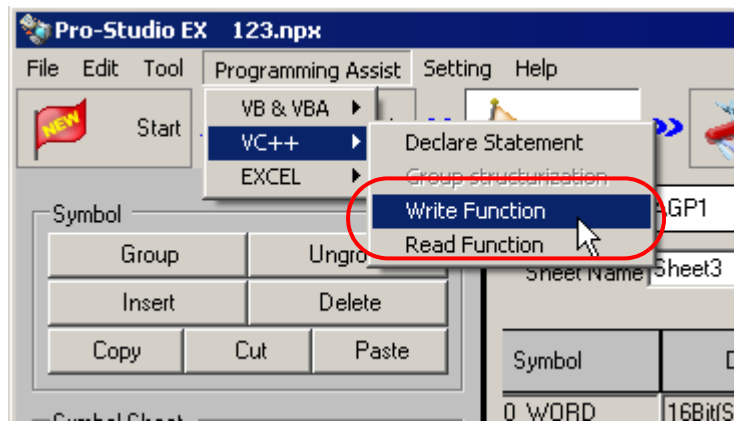 Pro-Studio EX 123.npx
File Edit Tool Programming Assist Setting Help
NEW
Start
VB & VBA
VC++
EXCEL
Declare Statement
Group structurization
Write Function
Read Function
Symbol
Group
Insert Delete
Copy Cut Paste
AGP1
Sheet Name Sheet3
Symbol
0 WORD
Symbol Sheet